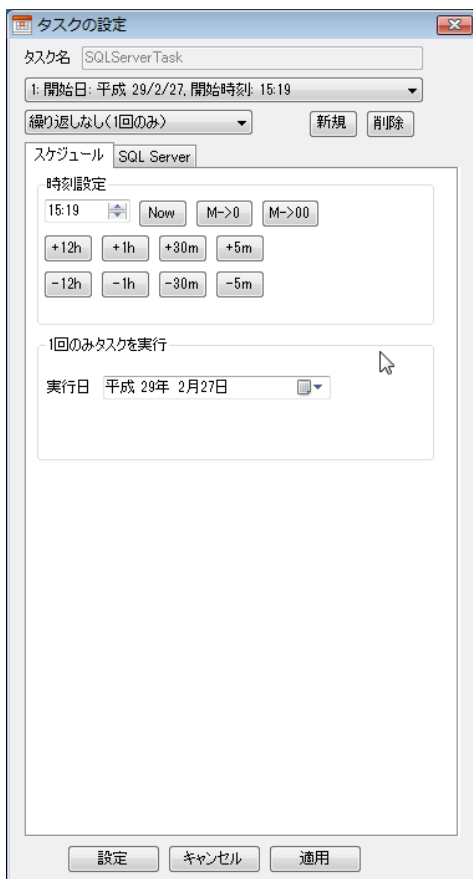 タスクの設定
タスク名 SQLServerTask
1: 開始日: 平成 29/2/27, 開始時刻: 15:19
繰り返しなし(1回のみ) 新規 削除
スケジュール SQL Server
時刻設定
15:19 Now M->0 M->00
+12h +1h +30m +5m
-12h -1h -30m -5m
1回のみタスクを実行
実行日 平成 29年 2月27日
設定 キャンセル 適用